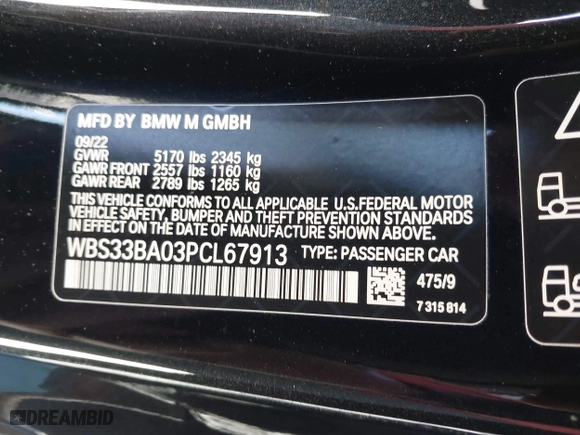 MFD BY BMW M GMBH
09/22
GVWR 5170 lbs 2345 kg
GAWR FRONT 2557 lbs 1160 kg
GAWR REAR 2789 lbs 1265 kg
THIS VEHICLE CONFORMS TO ALL APPLICABLE U.S.FEDERAL MOTOR
VEHICLE SAFETY, BUMPER AND THEFT PREVENTION STANDARDS
IN EFFECT ON THE DATE OF MANUFACTURE SHOWN ABOVE.
WBS33BA03PCL67913 TYPE: PASSENGER CAR
475/9
7 315 814
DREAMBID